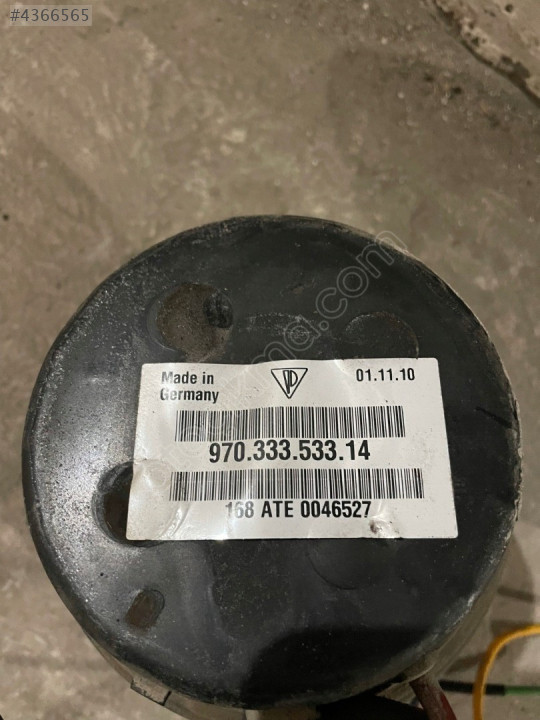 #4366565
Made in
Germany
01.11.10
970.333.533.14
168 ATE 0046527